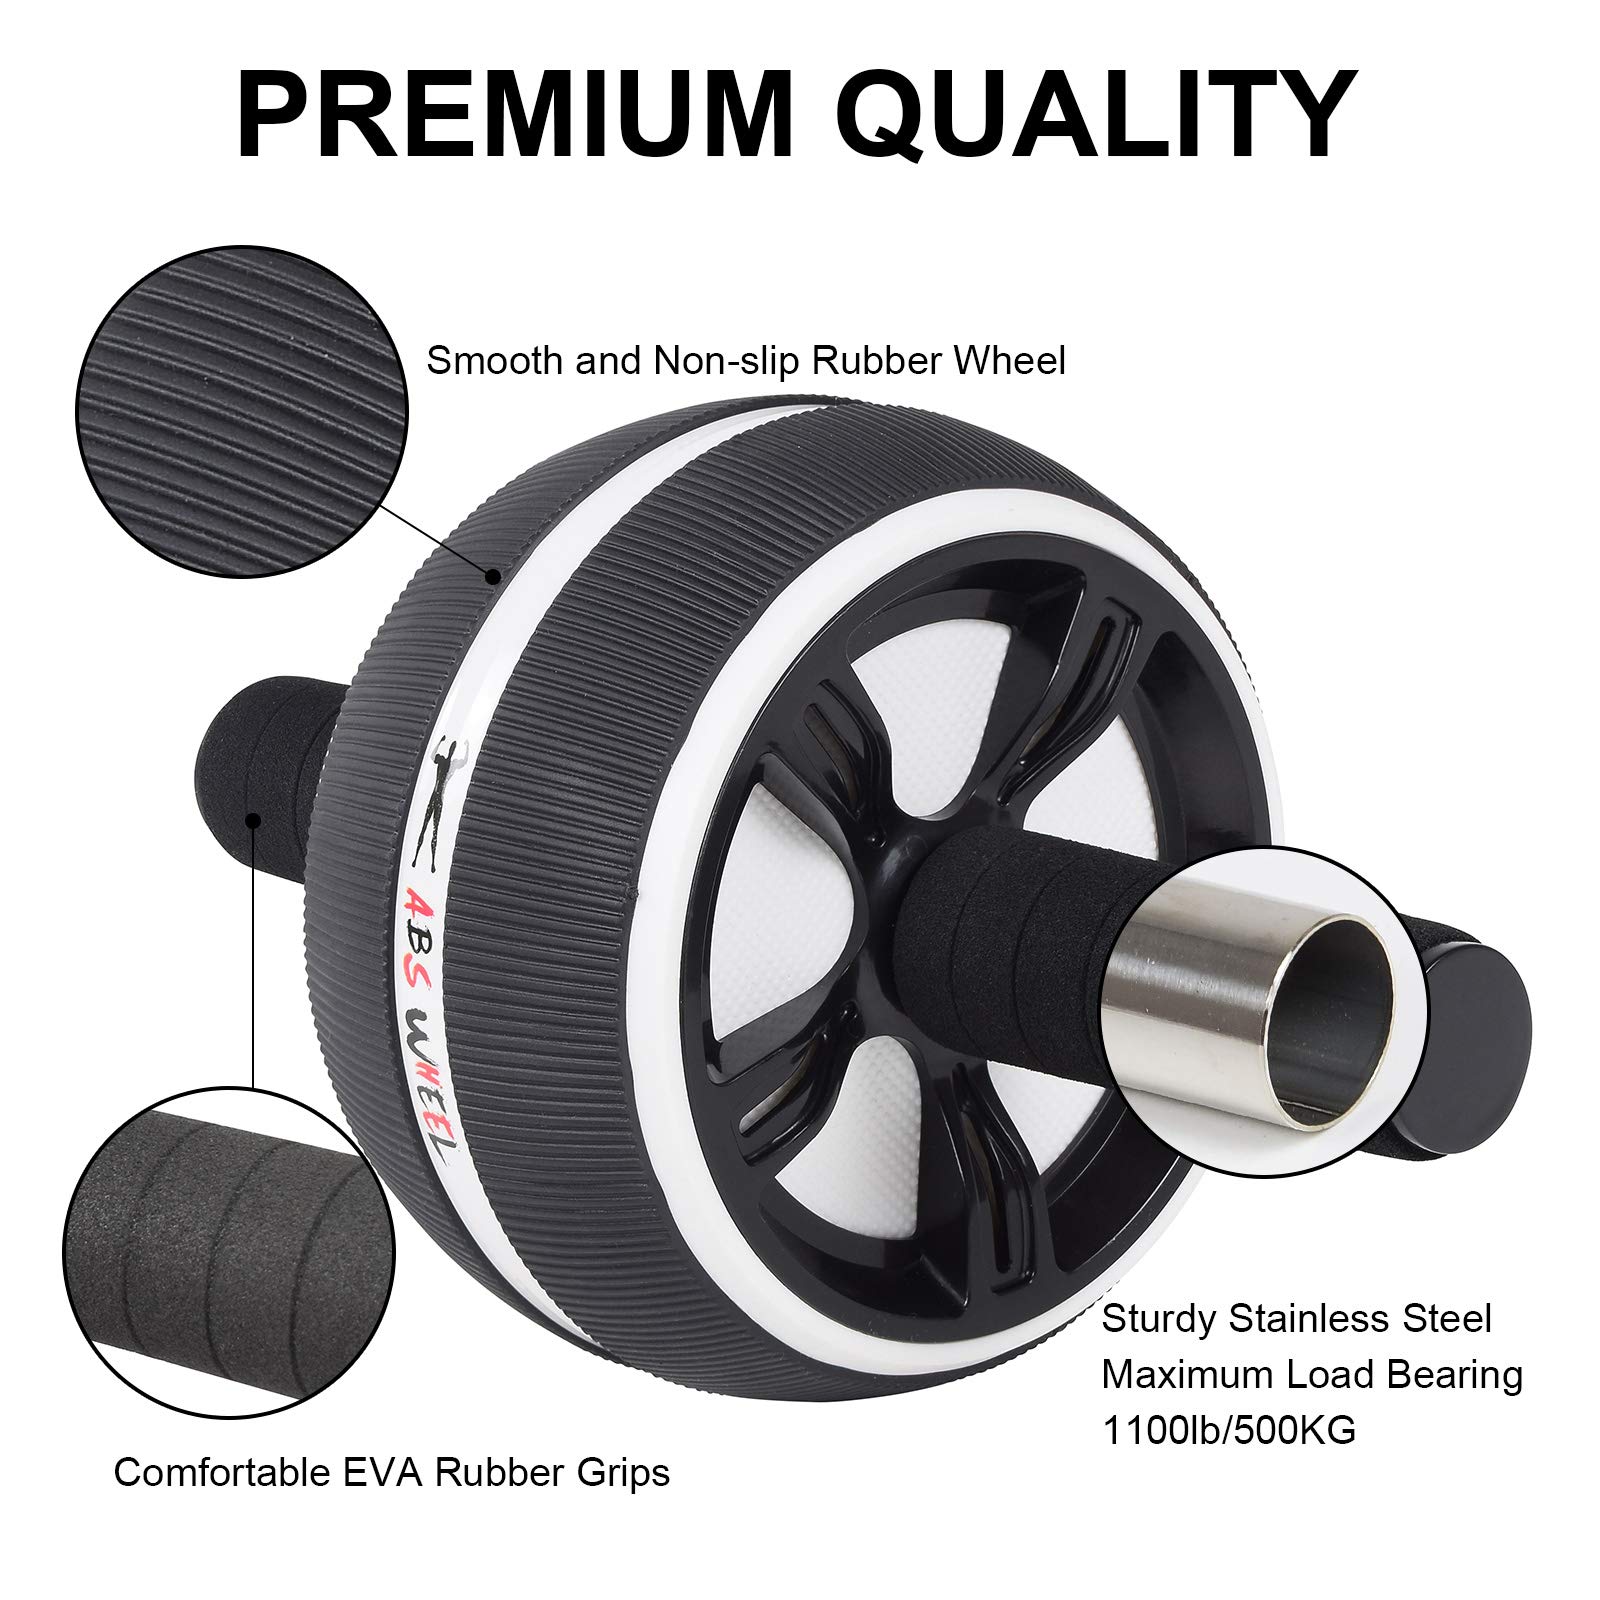 PREMIUM QUALITY
Smooth and Non-slip Rubber Wheel
ABS WHEEL
Comfortable EVA Rubber Grips
Sturdy Stainless Steel
Maximum Load Bearing
1100lb/500KG